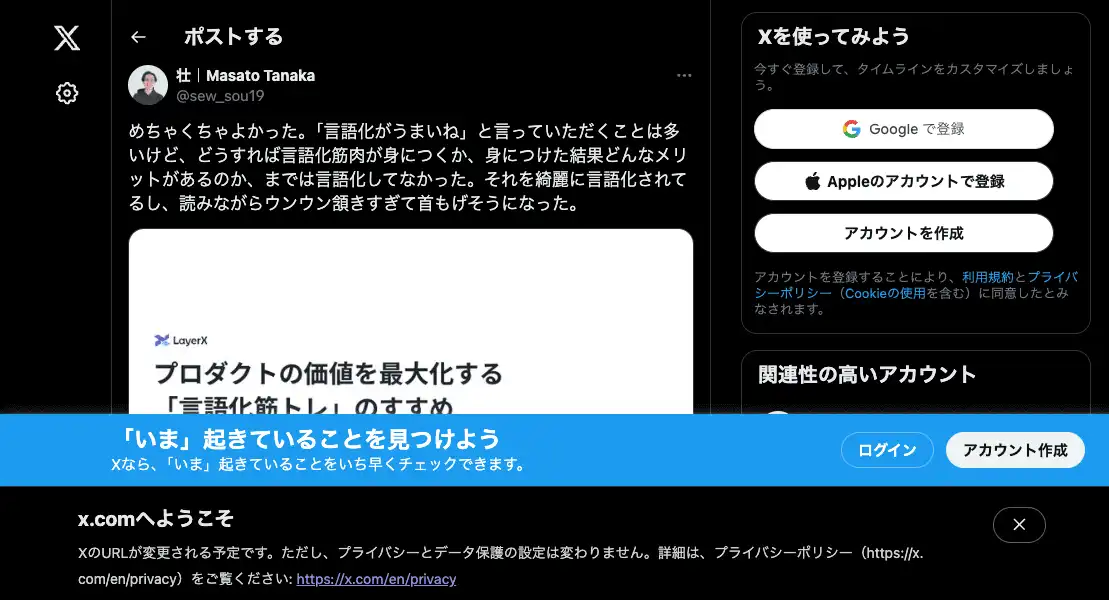 ポストする
壮｜Masato Tanaka
@sew_sou19
めちゃくちゃよかった。「言語化がうまいね」と言っていただくことは多
いけど、どうすれば言語化筋肉が身につくか、身につけた結果どんなメリ
ットがあるのか、までは言語化してなかった。それを綺麗に言語化されて
るし、読みながらウンウン頷きすぎて首もげそうになった。
LayerX
プロダクトの価値を最大化する
「言語化筋トレ」のすすめ
Xを使ってみよう
今すぐ登録して、タイムラインをカスタマイズしましょ
う。
Google で登録
Appleのアカウントで登録
アカウントを作成
アカウントを登録することにより、利用規約とプライバ
シーポリシー（Cookieの使用を含む）に同意したとみ
なされます。
関連性の高いアカウント
「いま」起きていることを見つけよう
Xなら、「いま」起きていることをいち早くチェックできます。
ログイン
アカウント作成
x.comへようこそ
XのURLが変更される予定です。ただし、プライバシーとデータ保護の設定は変わりません。詳細は、プライバシーポリシー（https://x.
com/en/privacy）をご覧ください: https://x.com/en/privacy